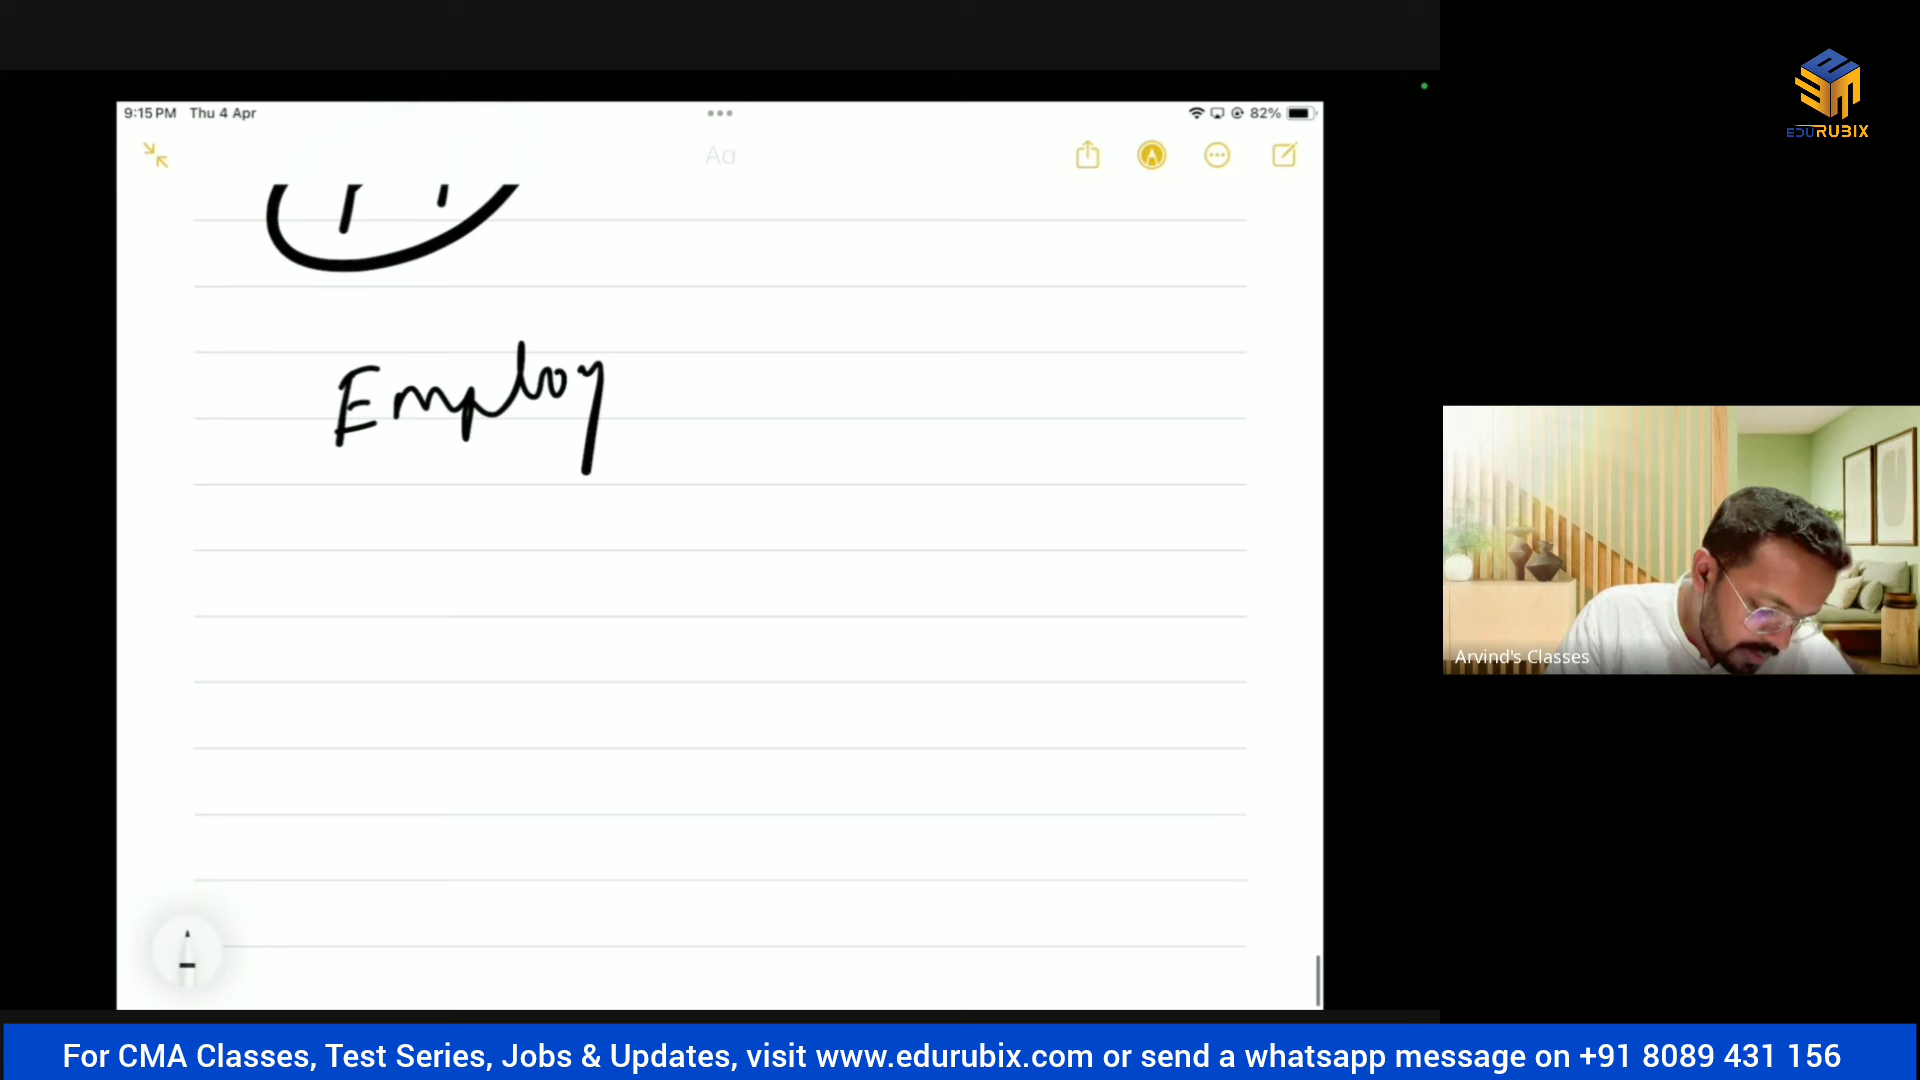 9:15 PM Thu 4 Apr
82%
Aa
EDURUBIX
Employ
Arvind's Classes
For CMA Classes, Test Series, Jobs & Updates, visit www.edurubix.com or send a whatsapp message on +91 8089 431 156